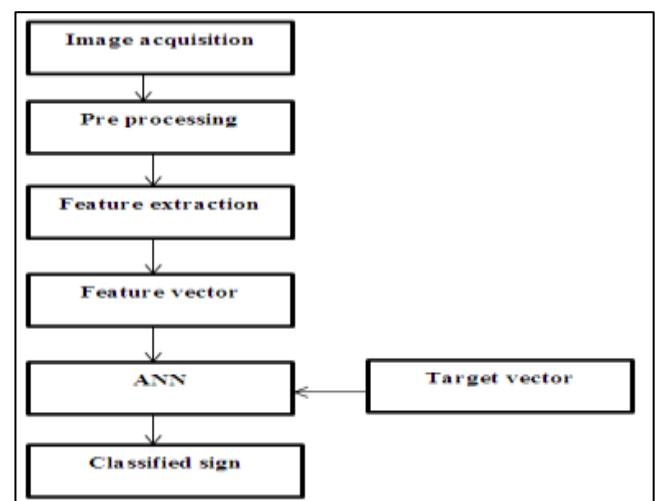 Image acquisition
Pre processing
Feature extraction
Feature vector
ANN
Target vector
Classified sign